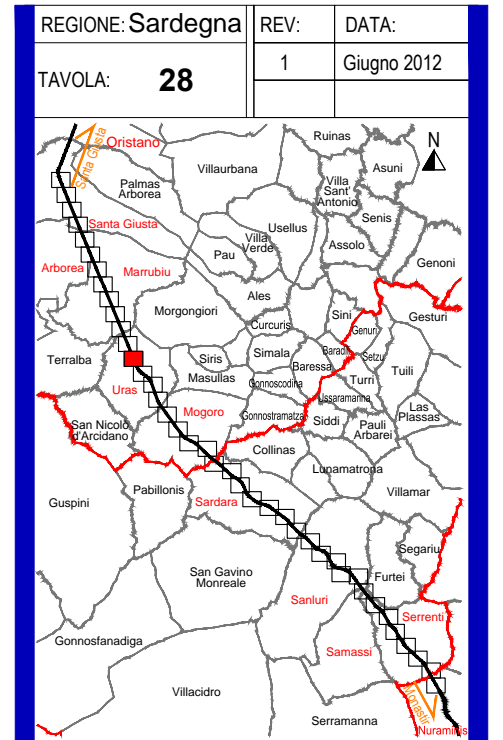 REGIONE: Sardegna REV: DATA:
TAVOLA: 28 1 Giugno 2012
Ruinas
N
Oristano
Santa Giusta
Villaurbana
Asuni
Palmas
Arborea
Villa
Sant'
Antonio
Senis
Santa Giusta
Usellus
Villa
Verde
Assolo
Pau
Genoni
Arborea
Marrubiu
Ales
Morgongiori
Sini
Gesturi
Curcuris
Genuri
Terralba
Siris
Simala
Baradili
Setzu
Baressa
Tuili
Masullas
Uras
Gonnoscodina
Turri
Ussaramanna
Mogoro
Gonnostramatza
Las
Plassas
San Nicolò
d'Arcidano
Siddi
Pauli
Arbarei
Collinas
Lunamatrona
Pabillonis
Villamar
Guspini
Sardara
Segariu
San Gavino
Monreale
Furtei
Sanluri
Serrenti
Gonnosfanadiga
Samassi
Villacidro
Monastir
Serramanna
Nuraminis